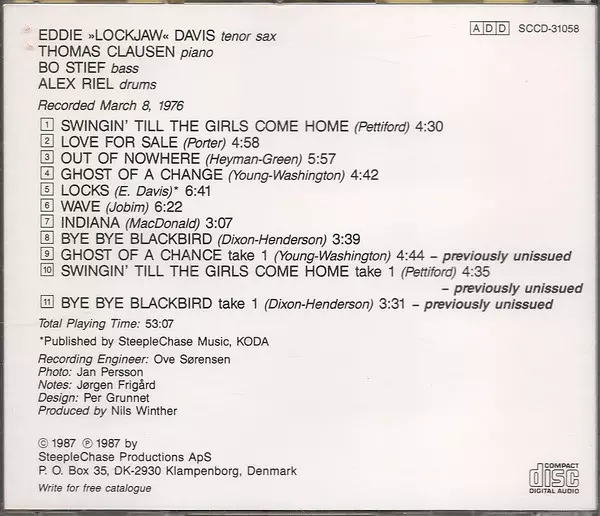 EDDIE »LOCKJAW« DAVIS tenor sax
A D D SCCD-31058
THOMAS CLAUSEN piano
BO STIEF bass
ALEX RIEL drums
Recorded March 8, 1976
1 SWINGIN' TILL THE GIRLS COME HOME (Pettiford) 4:30
2 LOVE FOR SALE (Porter) 4:58
3 OUT OF NOWHERE (Heyman-Green) 5:57
4 GHOST OF A CHANGE (Young-Washington) 4:42
5 LOCKS (E. Davis)* 6:41
6 WAVE (Jobim) 6:22
7 INDIANA (MacDonald) 3:07
8 BYE BYE BLACKBIRD (Dixon-Henderson) 3:39
9 GHOST OF A CHANCE take 1 (Young-Washington) 4:44 – previously unissued
10 SWINGIN' TILL THE GIRLS COME HOME take 1 (Pettiford) 4:35
– previously unissued
11 BYE BYE BLACKBIRD take 1 (Dixon-Henderson) 3:31 – previously unissued
Total Playing Time: 53:07
*Published by SteepleChase Music, KODA
Recording Engineer: Ove Sørensen
Photo: Jan Persson
Notes: Jørgen Frigård
Design: Per Grunnet
Produced by Nils Winther
© 1987 ℗ 1987 by
SteepleChase Productions ApS
P. O. Box 35, DK-2930 Klampenborg, Denmark
Write for free catalogue
COMPACT
disc
DIGITAL AUDIO